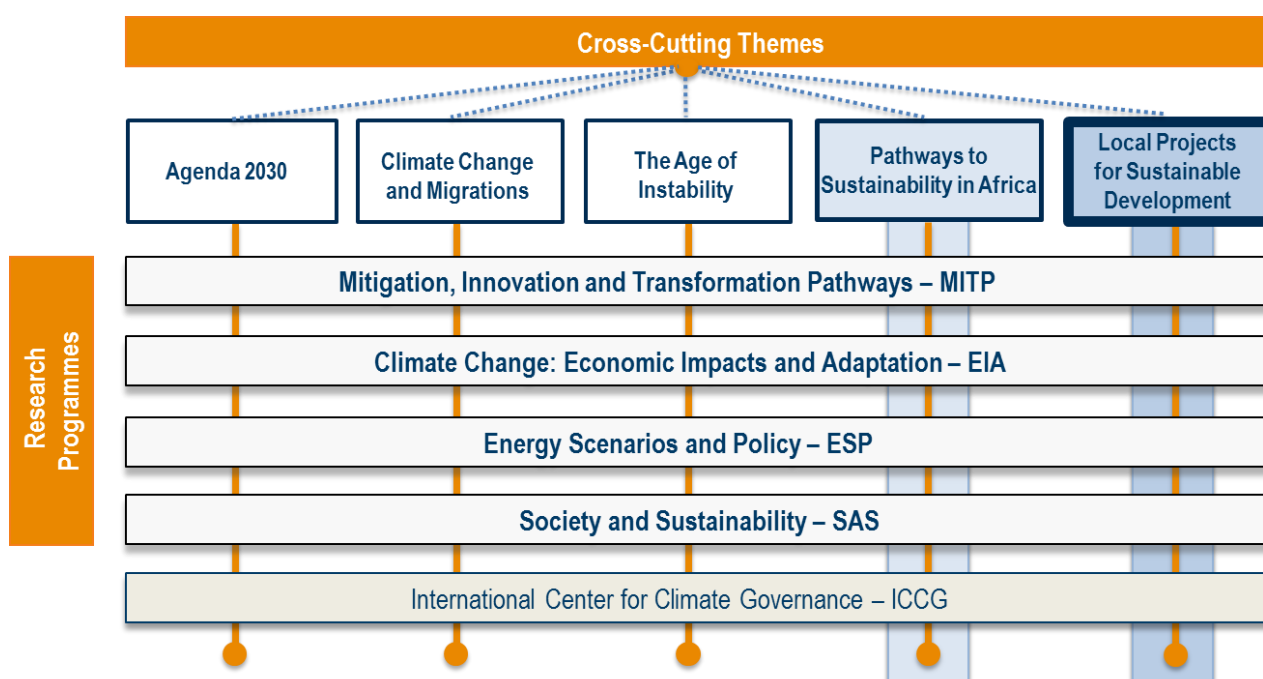 Cross-Cutting Themes
Agenda 2030
Climate Change
and Migrations
The Age of
Instability
Pathways to
Sustainability in Africa
Local Projects
for Sustainable
Development
Research
Programmes
Mitigation, Innovation and Transformation Pathways – MITP
Climate Change: Economic Impacts and Adaptation – EIA
Energy Scenarios and Policy – ESP
Society and Sustainability – SAS
International Center for Climate Governance – ICCG